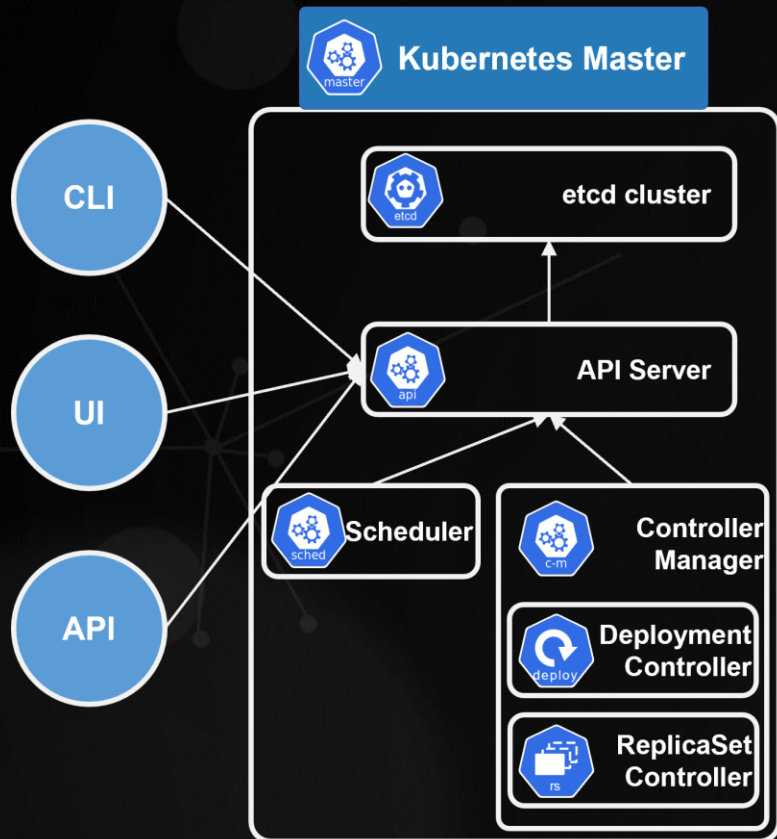 master
Kubernetes Master
CLI
etcd
etcd cluster
UI
api
API Server
API
sched
Scheduler
c-m
Controller
Manager
deploy
Deployment
Controller
rs
ReplicaSet
Controller